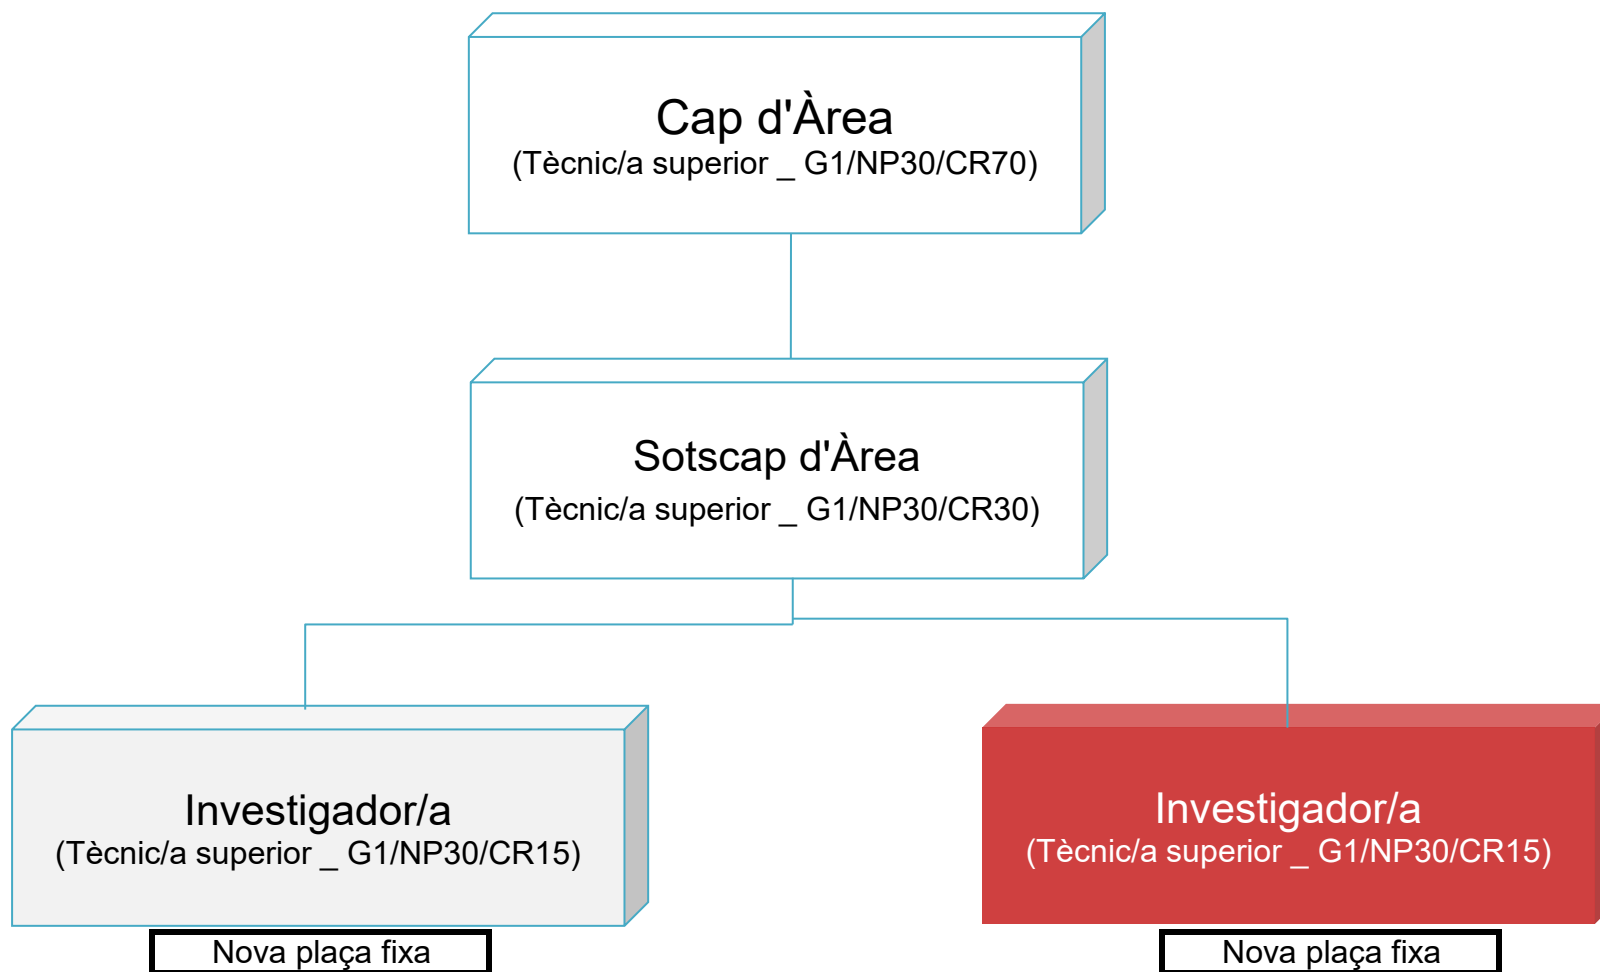 Cap d'Àrea
(Tècnic/a superior _ G1/NP30/CR70)
Sotscap d'Àrea
(Tècnic/a superior _ G1/NP30/CR30)
Investigador/a
(Tècnic/a superior _ G1/NP30/CR15)
Nova plaça fixa
Investigador/a
(Tècnic/a superior _ G1/NP30/CR15)
Nova plaça fixa